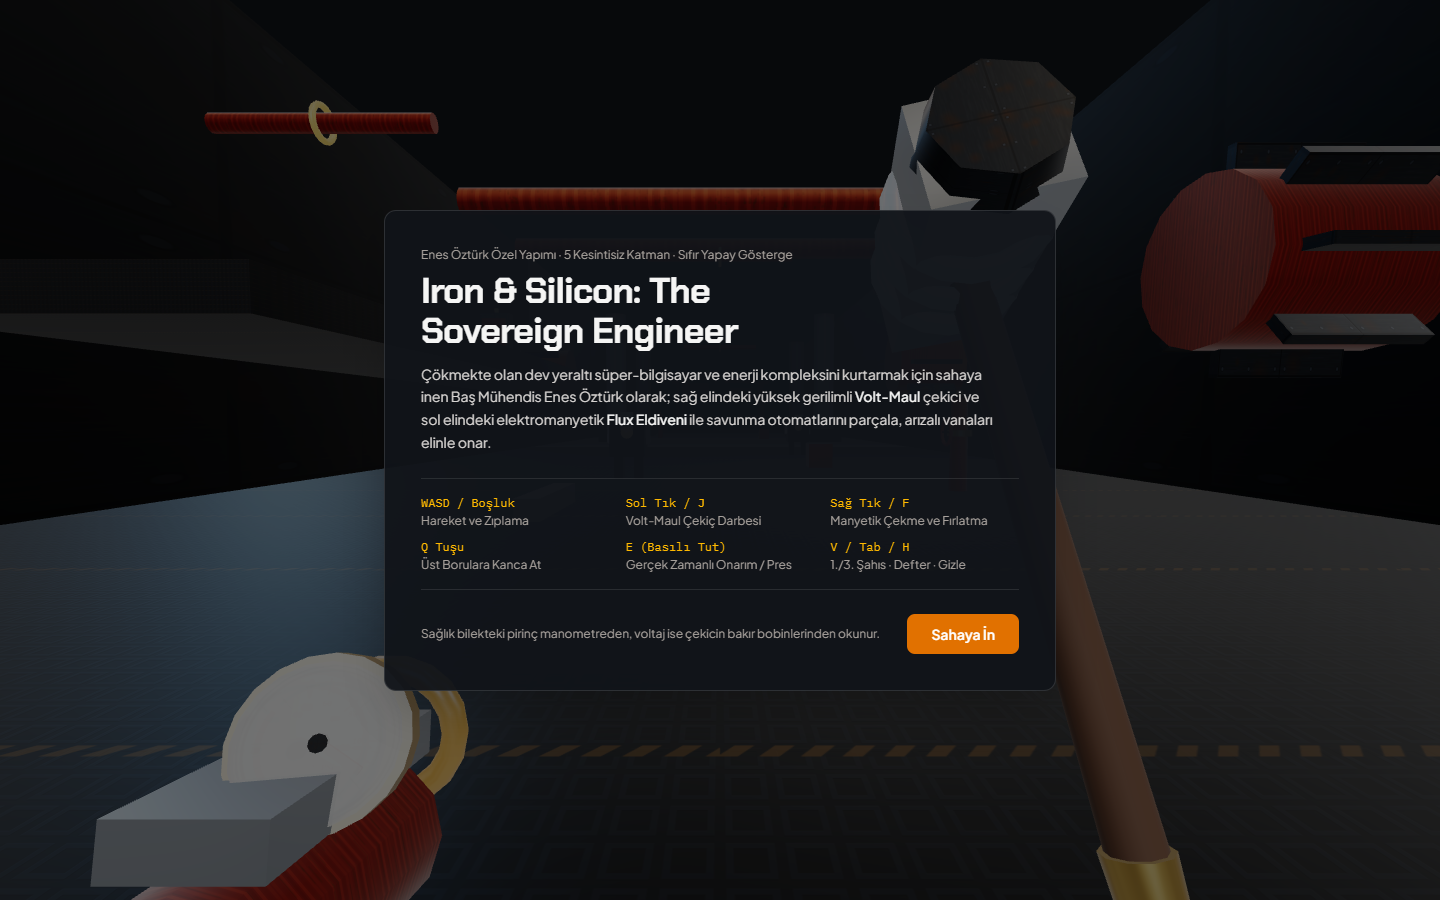 Enes Öztürk Özel Yapımı · 5 Kesintisiz Katman · Sıfır Yapay Gösterge
Iron & Silicon: The
Sovereign Engineer
Çökmekte olan dev yeraltı süper-bilgisayar ve enerji kompleksini kurtarmak için sahaya
inen Baş Mühendis Enes Öztürk olarak; sağ elindeki yüksek gerilimli Volt-Maul çekici ve
sol elindeki elektromanyetik Flux Eldiveni ile savunma otomatlarını parçala, arızalı vanaları
elinle onar.
WASD / Boşluk
Hareket ve Zıplama
Sol Tık / J
Volt-Maul Çekiç Darbesi
Sağ Tık / F
Manyetik Çekme ve Fırlatma
Q Tuşu
Üst Borulara Kanca At
E (Basılı Tut)
Gerçek Zamanlı Onarım / Pres
V / Tab / H
1./3. Şahıs · Defter · Gizle
Sağlık bilekteki pirinç manometreden, voltaj ise çekicin bakır bobinlerinden okunur.
Sahaya İn